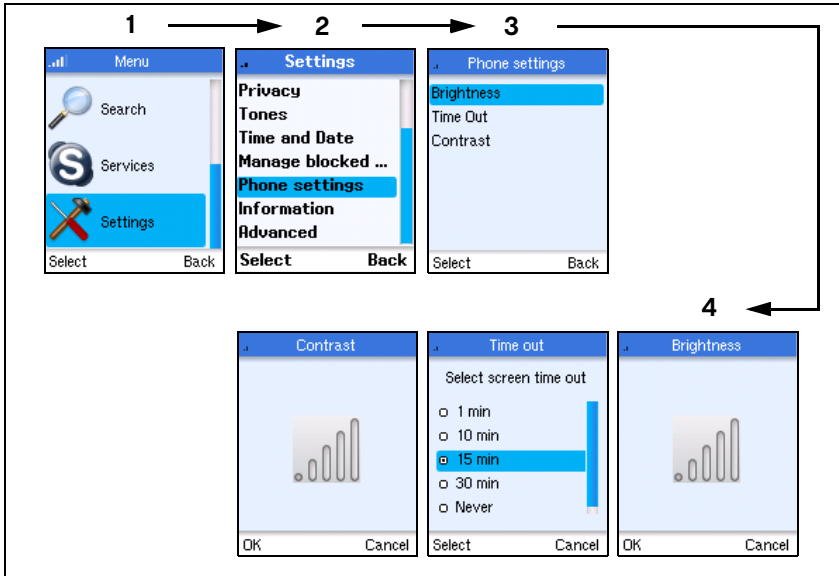 1
2
3
Menu
Search
Services
Settings
Select Back
Settings
Privacy
Tones
Time and Date
Manage blocked ...
Phone settings
Information
Advanced
Select Back
Phone settings
Brightness
Time Out
Contrast
Select Back
4
Contrast
OK Cancel
Time out
Select screen time out
1 min
10 min
15 min
30 min
Never
Select Cancel
Brightness
OK Cancel